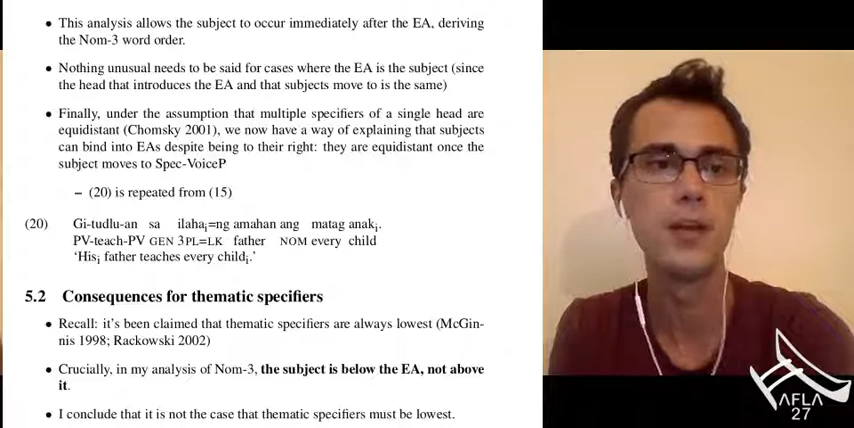 • This analysis allows the subject to occur immediately after the EA, deriving
the Nom-3 word order.
• Nothing unusual needs to be said for cases where the EA is the subject (since
the head that introduces the EA and that subjects move to is the same)
• Finally, under the assumption that multiple specifiers of a single head are
equidistant (Chomsky 2001), we now have a way of explaining that subjects
can bind into EAs despite being to their right: they are equidistant once the
subject moves to Spec-VoiceP
– (20) is repeated from (15)
(20) Gi-tudlu-an sa ilahaᵢ=ng amahan ang matag anakᵢ.
PV-teach-PV GEN 3PL=LK father NOM every child
‘Hisᵢ father teaches every childᵢ.’
5.2 Consequences for thematic specifiers
• Recall: it's been claimed that thematic specifiers are always lowest (McGin-
nis 1998; Rackowski 2002)
• Crucially, in my analysis of Nom-3, the subject is below the EA, not above
it.
• I conclude that it is not the case that thematic specifiers must be lowest.
AFLA
27